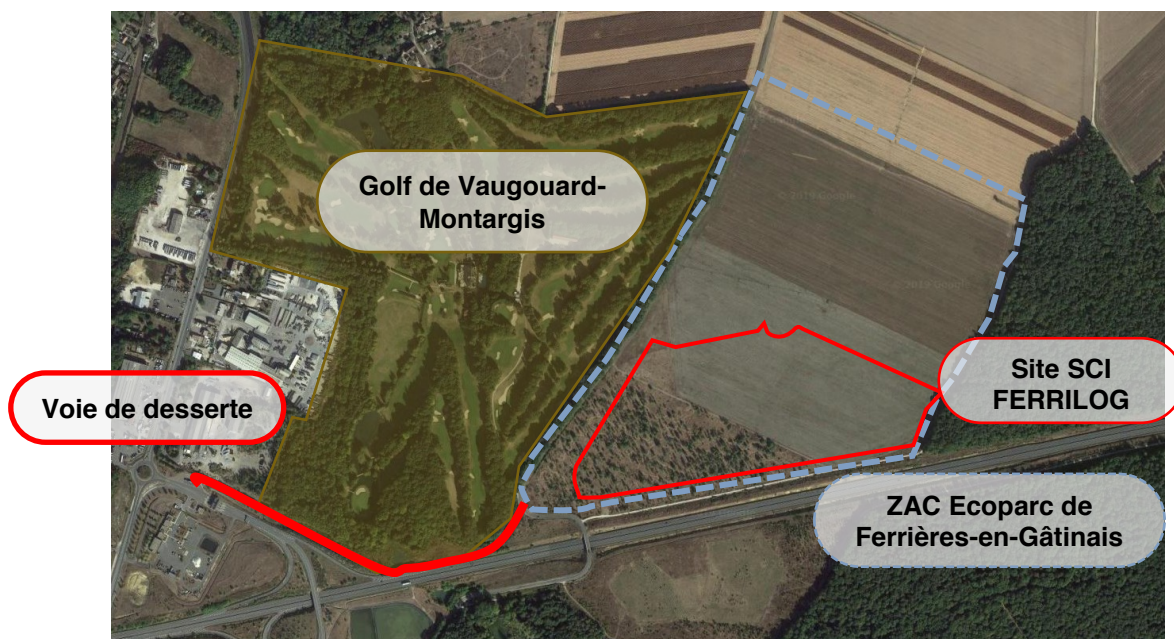 Golf de Vaugouard-
Montargis
Site SCI
FERRILOG
Voie de desserte
ZAC Ecoparc de
Ferrières-en-Gâtinais